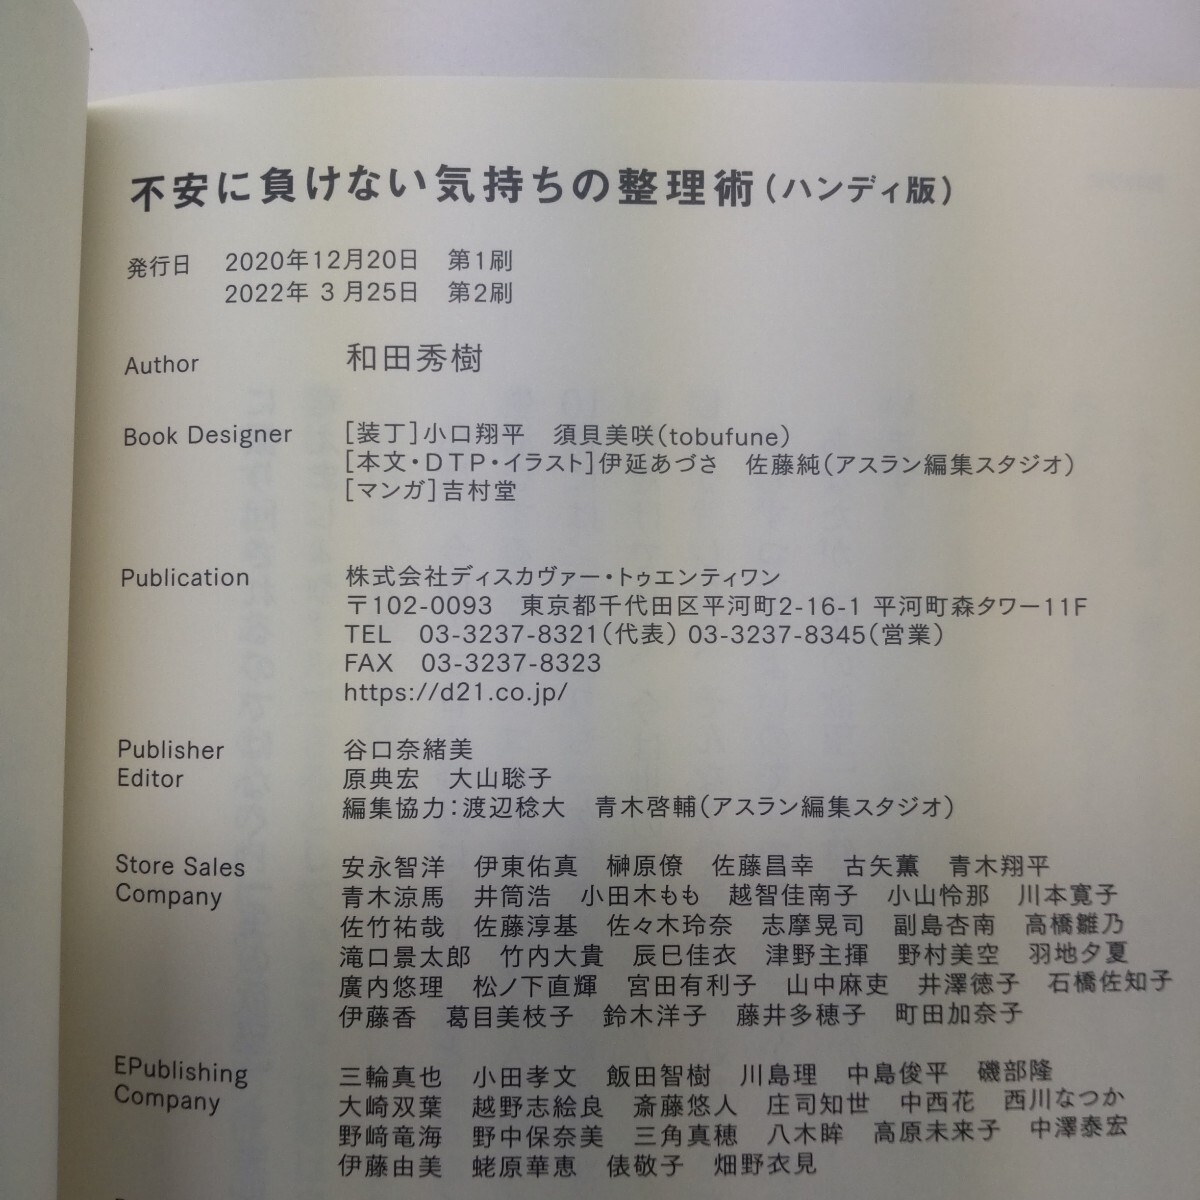 不安に負けない気持ちの整理術(ハンディ版)
発行日 2020年12月20日 第1刷
2022年 3月25日 第2刷
Author 和田秀樹
Book Designer [装丁]小口翔平 須貝美咲(tobufune)
[本文・DTP・イラスト]伊延あづさ 佐藤純(アスラン編集スタジオ)
[マンガ]吉村堂
Publication 株式会社ディスカヴァー・トゥエンティワン
〒102-0093 東京都千代田区平河町2-16-1 平河町森タワー11F
TEL 03-3237-8321(代表) 03-3237-8345(営業)
FAX 03-3237-8323
https://d21.co.jp/
Publisher 谷口奈緒美
Editor 原典宏 大山聡子
編集協力:渡辺稔大 青木啓輔(アスラン編集スタジオ)
Store Sales 安永智洋 伊東佑真 榊原僚 佐藤昌幸 古矢薫 青木翔平
Company 青木涼馬 井筒浩 小田木もも 越智佳南子 小山怜那 川本寛子
佐竹祐哉 佐藤淳基 佐々木玲奈 志摩晃司 副島杏南 高橋雛乃
滝口景太郎 竹内大貴 辰巳佳衣 津野主揮 野村美空 羽地夕夏
廣内悠理 松ノ下直輝 宮田有利子 山中麻吏 井澤徳子 石橋佐知子
伊藤香 葛目美枝子 鈴木洋子 藤井多穂子 町田加奈子
EPublishing 三輪真也 小田孝文 飯田智樹 川島理 中島俊平 磯部隆
Company 大崎双葉 越野志絵良 斎藤悠人 庄司知世 中西花 西川なつか
野﨑竜海 野中保奈美 三角真穂 八木眸 高原未来子 中澤泰宏
伊藤由美 蛯原華恵 俵敬子 畑野衣見